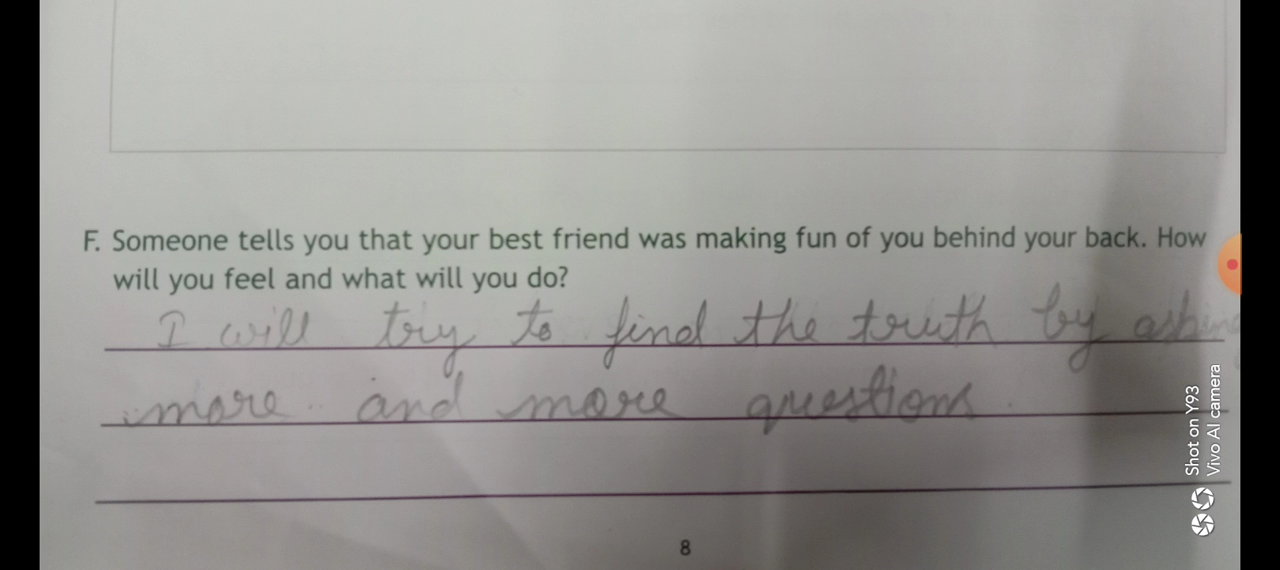 F. Someone tells you that your best friend was making fun of you behind your back. How
will you feel and what will you do?
I will try to find the truth by asking
more and more questions.
8
Shot on Y93
Vivo AI camera